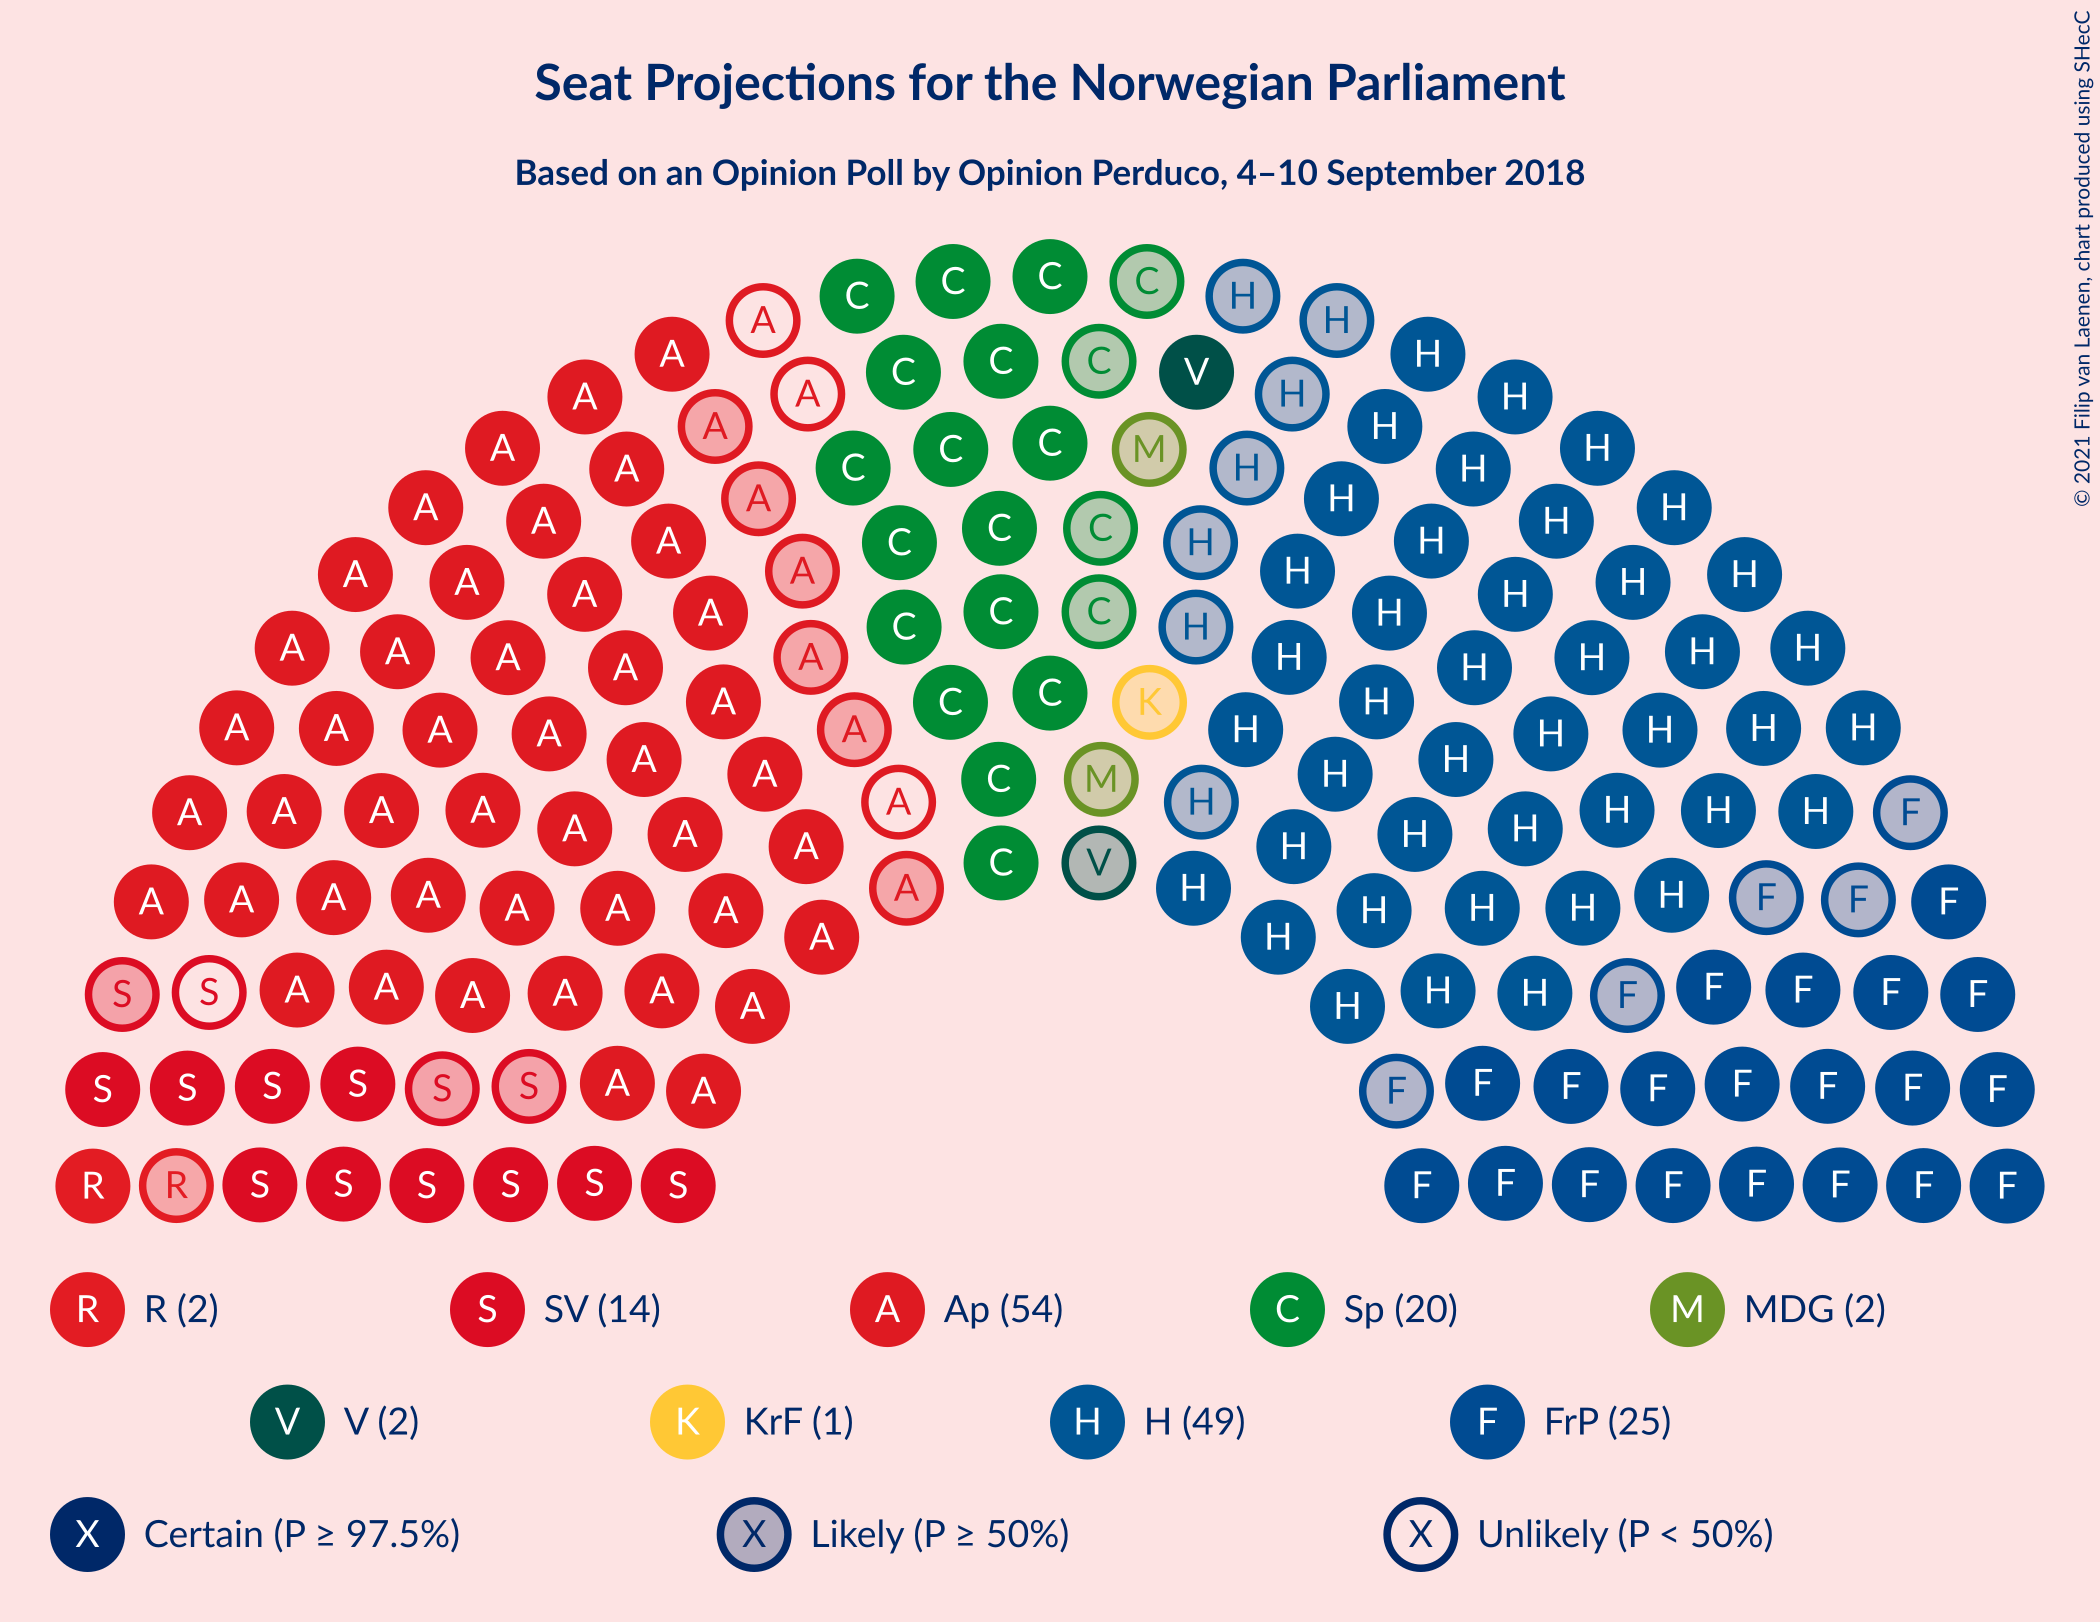 Seat Projections for the Norwegian Parliament
Based on an Opinion Poll by Opinion Perduco, 4–10 September 2018
© 2021 Filip van Laenen, chart produced using SHecC
C C C C H H
A A H H
C C C V H
A A H H
A A H H
C C C M H
A A H H
A A H H
C C C H
A A A H H H
A A H H
C C C H
A A A A H H H H
A A H H
C C K
A A A A A A H H H H H H
A A H H
C M
A A A A A A H H H H H F
A A A H H H
C V
A A A A A H H F F F
A A A A H H H H
S S A A A A A A H H H F F F F F
S S S S S S A A F F F F F F F F
R R S S S S S S F F F F F F F F
R R (2) S SV (14) A Ap (54) C Sp (20) M MDG (2)
V V (2) K KrF (1) H H (49) F FrP (25)
X Certain (P ≥ 97.5%) X Likely (P ≥ 50%) X Unlikely (P < 50%)